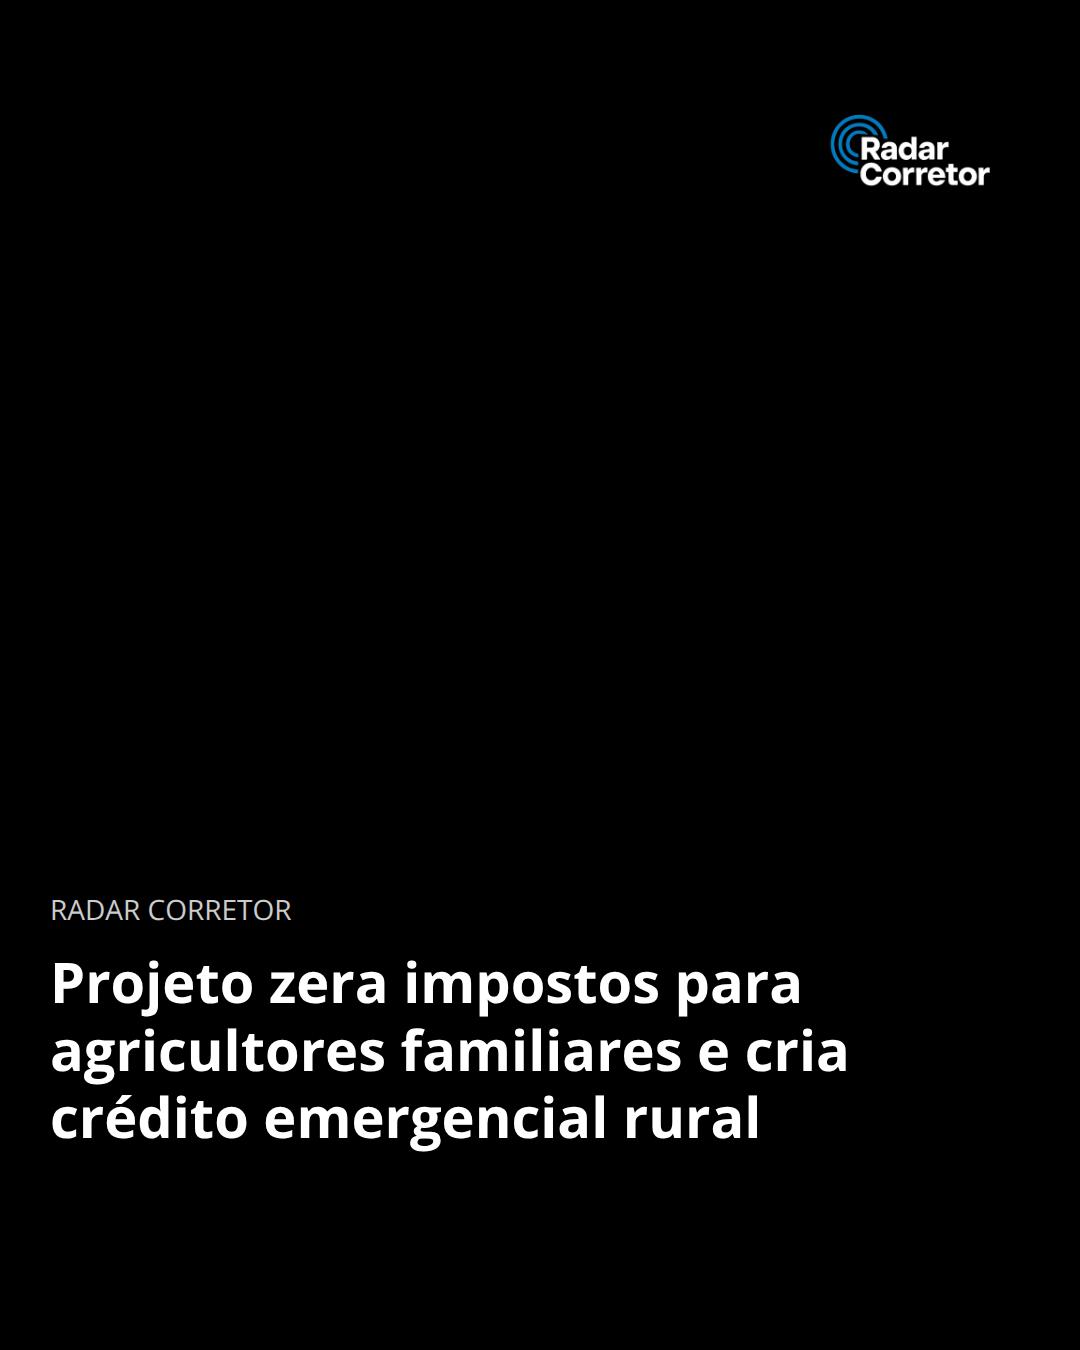 Radar
Corretor
RADAR CORRETOR
Projeto zera impostos para
agricultores familiares e cria
crédito emergencial rural